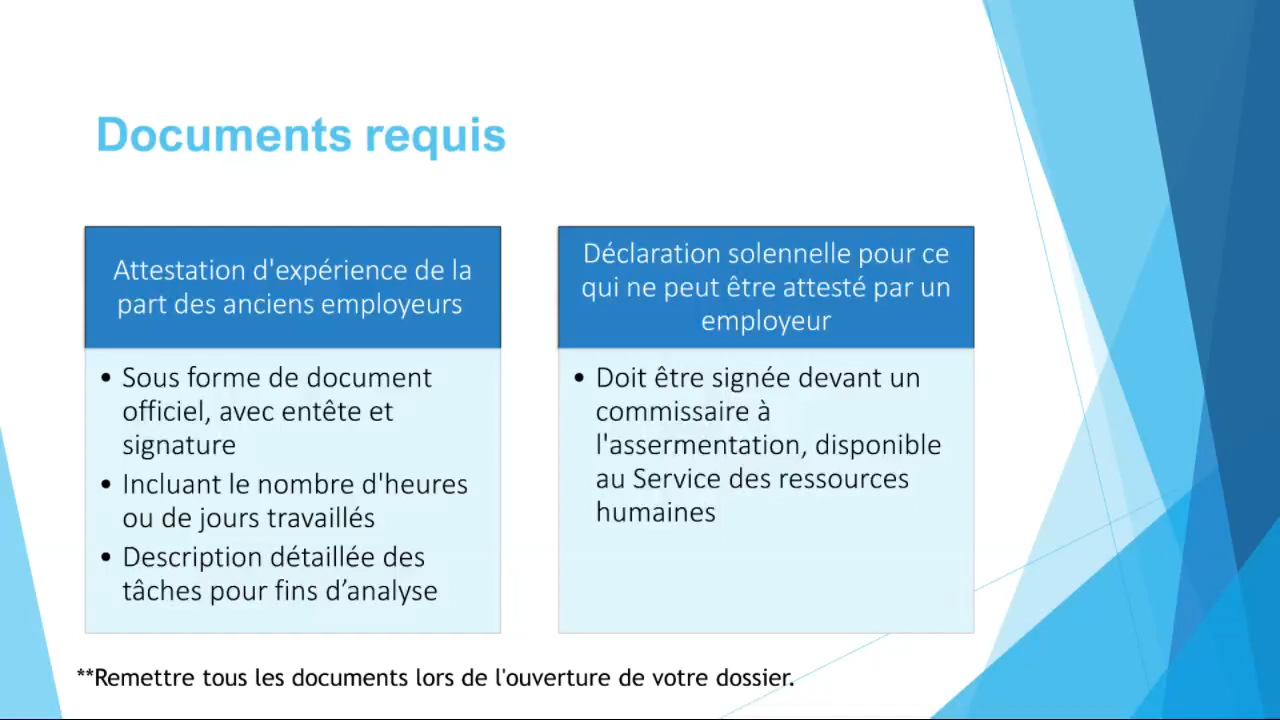 Documents requis
Attestation d'expérience de la
part des anciens employeurs
• Sous forme de document
officiel, avec entête et
signature
• Incluant le nombre d'heures
ou de jours travaillés
• Description détaillée des
tâches pour fins d’analyse
Déclaration solennelle pour ce
qui ne peut être attesté par un
employeur
• Doit être signée devant un
commissaire à
l'assermentation, disponible
au Service des ressources
humaines
**Remettre tous les documents lors de l'ouverture de votre dossier.